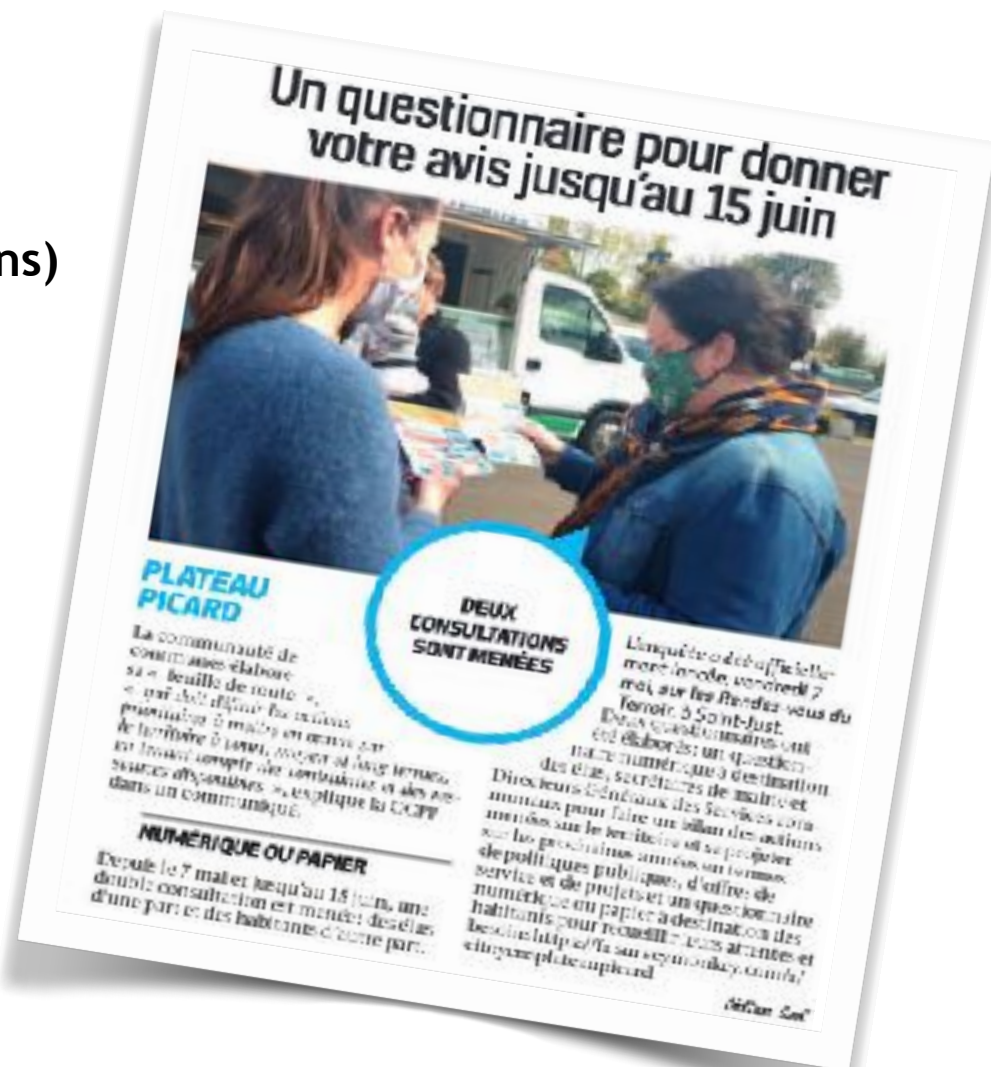 ns)
Un questionnaire pour donner
votre avis jusqu'au 15 juin
PLATEAU
PICARD
La communauté de
communes élabore
sa « feuille de route »,
« qui doit définir les actions
prioritaires à mettre en œuvre sur
le territoire à court, moyen et long termes,
en tenant compte des contraintes et des res-
sources disponibles », explique la CCPP
dans un communiqué.
NUMÉRIQUE OU PAPIER
Depuis le 7 mai et jusqu'au 15 juin, une
double consultation est menée: des élus
d'une part et des habitants d'autre part.
DEUX
CONSULTATIONS
SONT MENÉES
L'enquête a été officielle-
ment lancée, vendredi 7
mai, sur les Rendez-vous du
Terroir, à Saint-Just.
Deux questionnaires ont
été élaborés: un question-
naire numérique à destination
des élus, secrétaires de mairie et
Directeurs Généraux des Services com-
munaux pour faire un bilan des actions
menées sur le territoire et se projeter
sur les prochaines années en termes
de politiques publiques, d'offres de
service et de projets et un questionnaire
numérique ou papier à destination des
habitants pour recueillir leurs attentes et
besoins